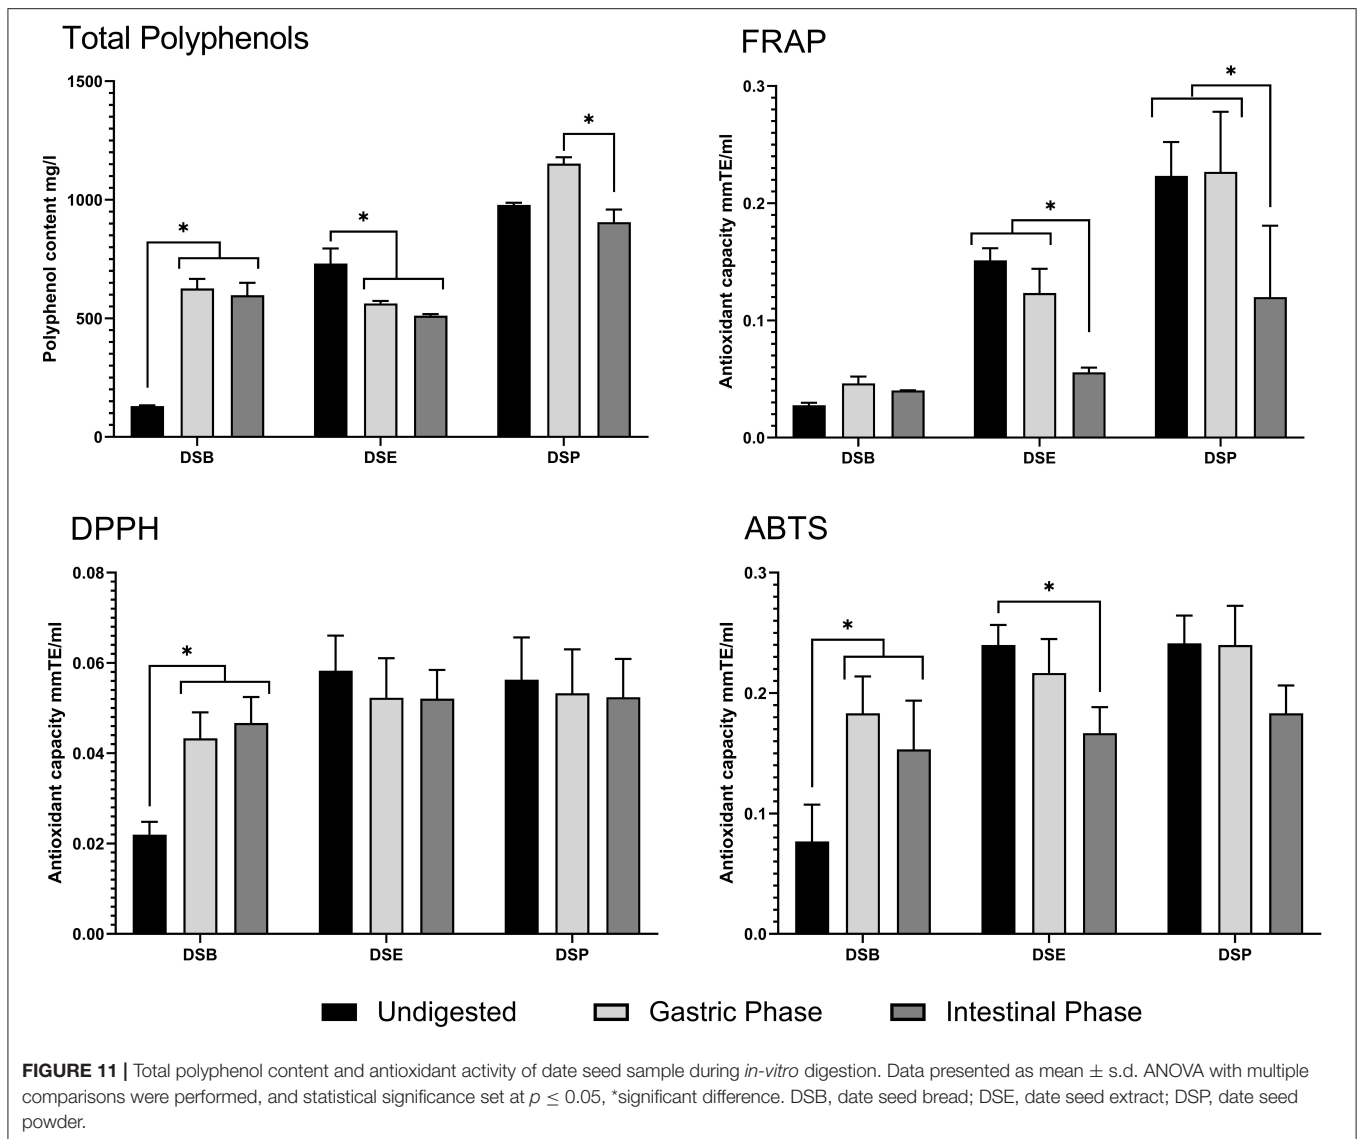 Total Polyphenols
Polyphenol content mg/l
1500
1000
500
0
*
*
*
DSB
DSE
DSP
FRAP
Antioxidant capacity mmTE/ml
0.3
0.2
0.1
0.0
*
*
DSB
DSE
DSP
DPPH
Antioxidant capacity mmTE/ml
0.08
0.06
0.04
0.02
0.00
*
DSB
DSE
DSP
ABTS
Antioxidant capacity mmTE/ml
0.3
0.2
0.1
0.0
*
*
DSB
DSE
DSP
Undigested
Gastric Phase
Intestinal Phase
FIGURE 11 | Total polyphenol content and antioxidant activity of date seed sample during in-vitro digestion. Data presented as mean ± s.d. ANOVA with multiple
comparisons were performed, and statistical significance set at p ≤ 0.05, *significant difference. DSB, date seed bread; DSE, date seed extract; DSP, date seed
powder.